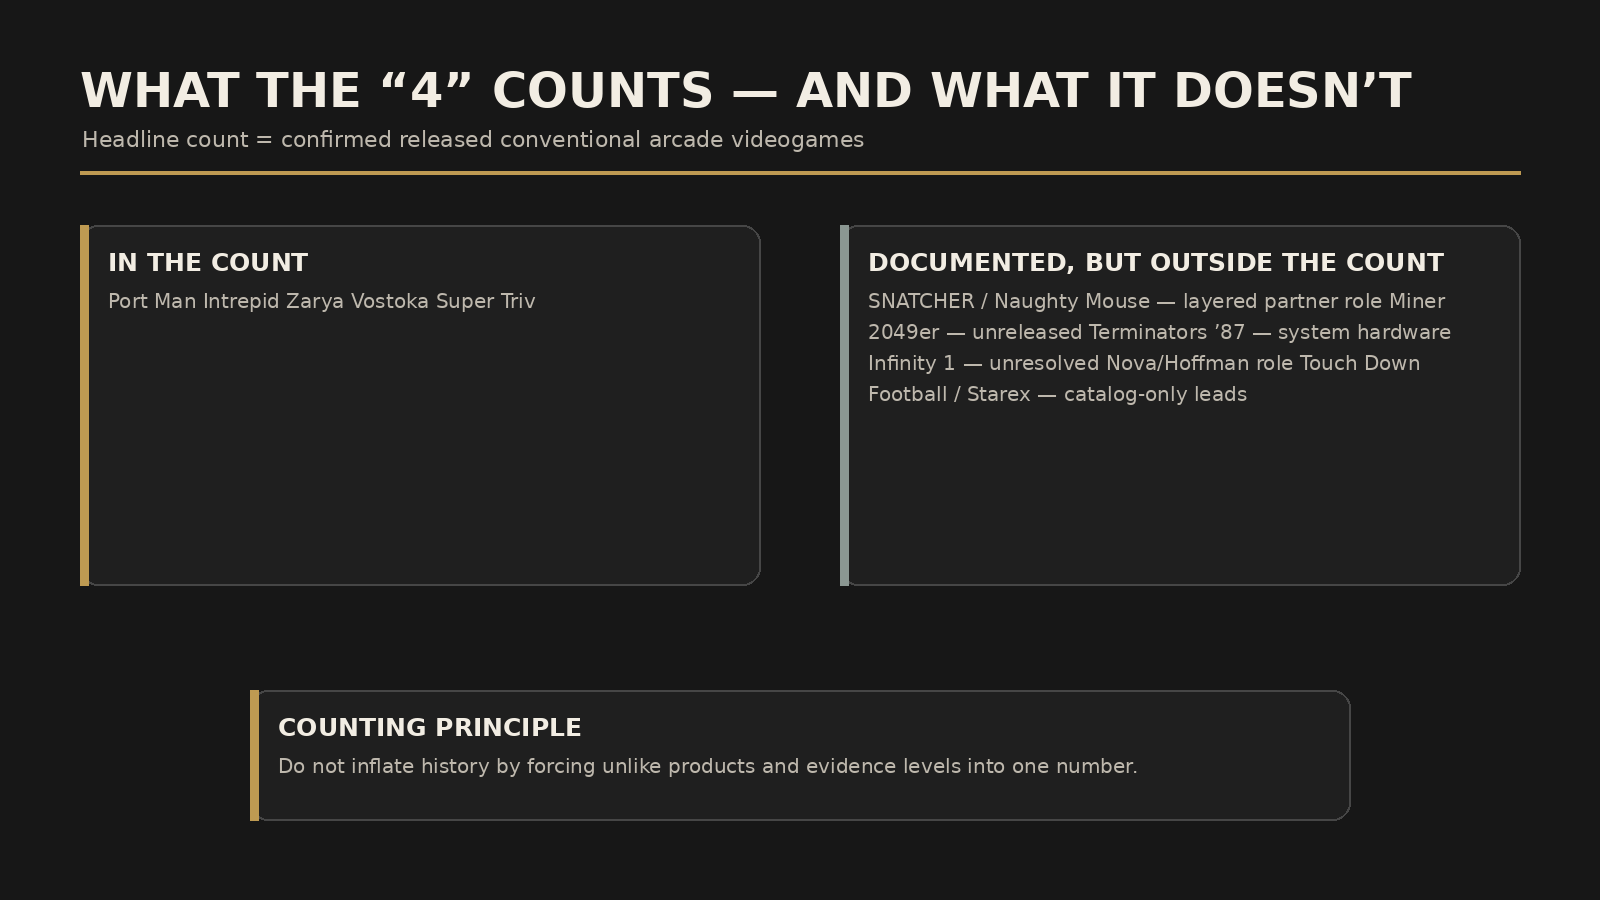 WHAT THE “4” COUNTS — AND WHAT IT DOESN’T
Headline count = confirmed released conventional arcade videogames
IN THE COUNT
Port Man Intrepid Zarya Vostoka Super Triv
DOCUMENTED, BUT OUTSIDE THE COUNT
SNATCHER / Naughty Mouse — layered partner role Miner
2049er — unreleased Terminators ’87 — system hardware
Infinity 1 — unresolved Nova/Hoffman role Touch Down
Football / Starex — catalog-only leads
COUNTING PRINCIPLE
Do not inflate history by forcing unlike products and evidence levels into one number.